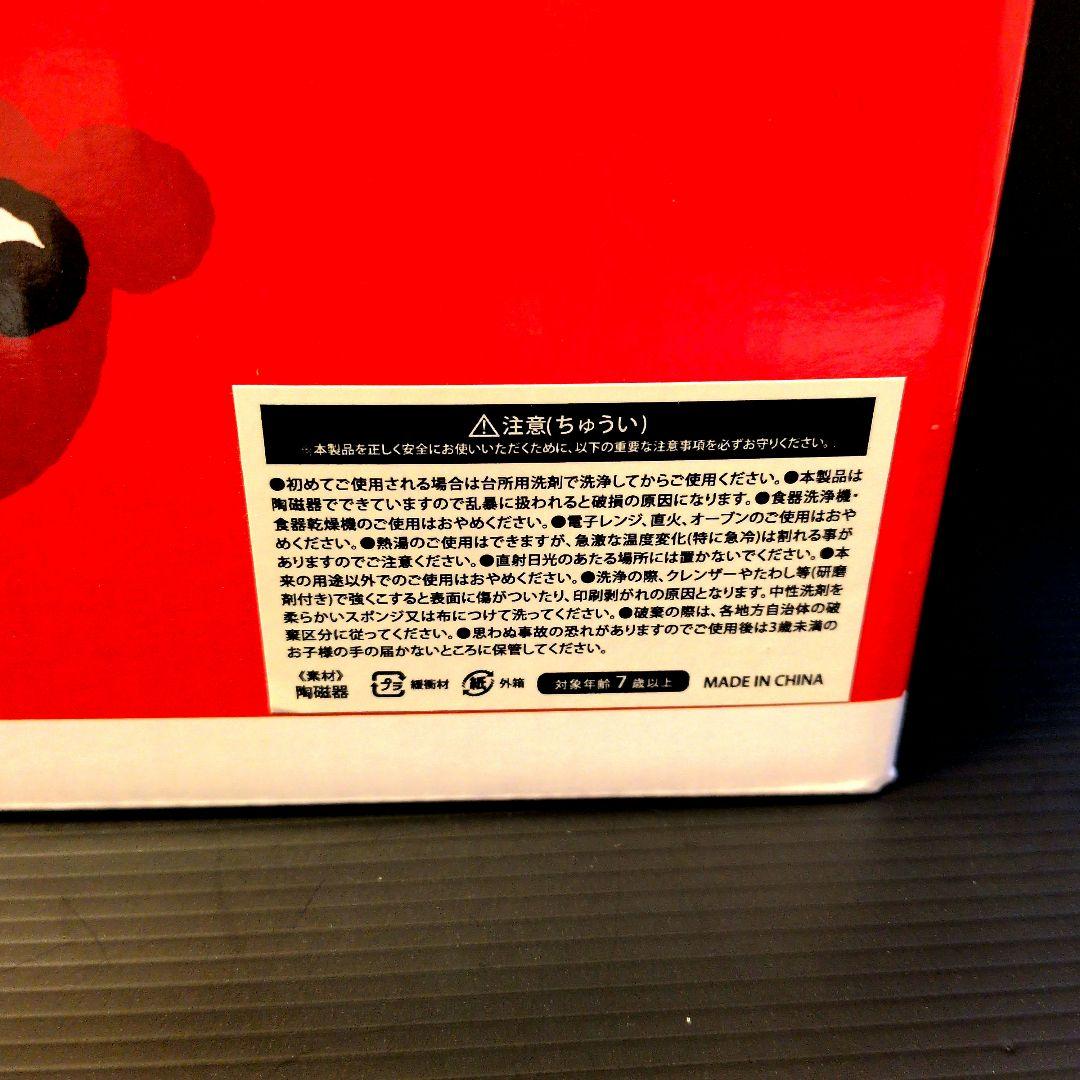 ⚠注意(ちゅうい)
※本製品を正しく安全にお使いいただくために、以下の重要な注意事項を必ずお守りください。
●初めてご使用される場合は台所用洗剤で洗浄してからご使用ください。●本製品は
陶磁器でできていますので乱暴に扱われると破損の原因になります。●食器洗浄機・
食器乾燥機のご使用はおやめください。●電子レンジ、直火、オーブンのご使用はおや
めください。●熱湯のご使用はできますが、急激な温度変化(特に急冷)は割れる事が
ありますのでご注意ください。●直射日光のあたる場所には置かないでください。●本
来の用途以外でのご使用はおやめください。●洗浄の際、クレンザーやたわし等(研磨
剤付き)で強くこすると表面に傷がついたり、印刷剥がれの原因となります。中性洗剤を
柔らかいスポンジ又は布につけて洗ってください。●破棄の際は、各地方自治体の破
棄区分に従ってください。●思わぬ事故の恐れがありますのでご使用後は3歳未満の
お子様の手の届かないところに保管してください。
《素材》
陶磁器 プラ 緩衝材 紙 外箱 対象年齢 7歳以上 MADE IN CHINA